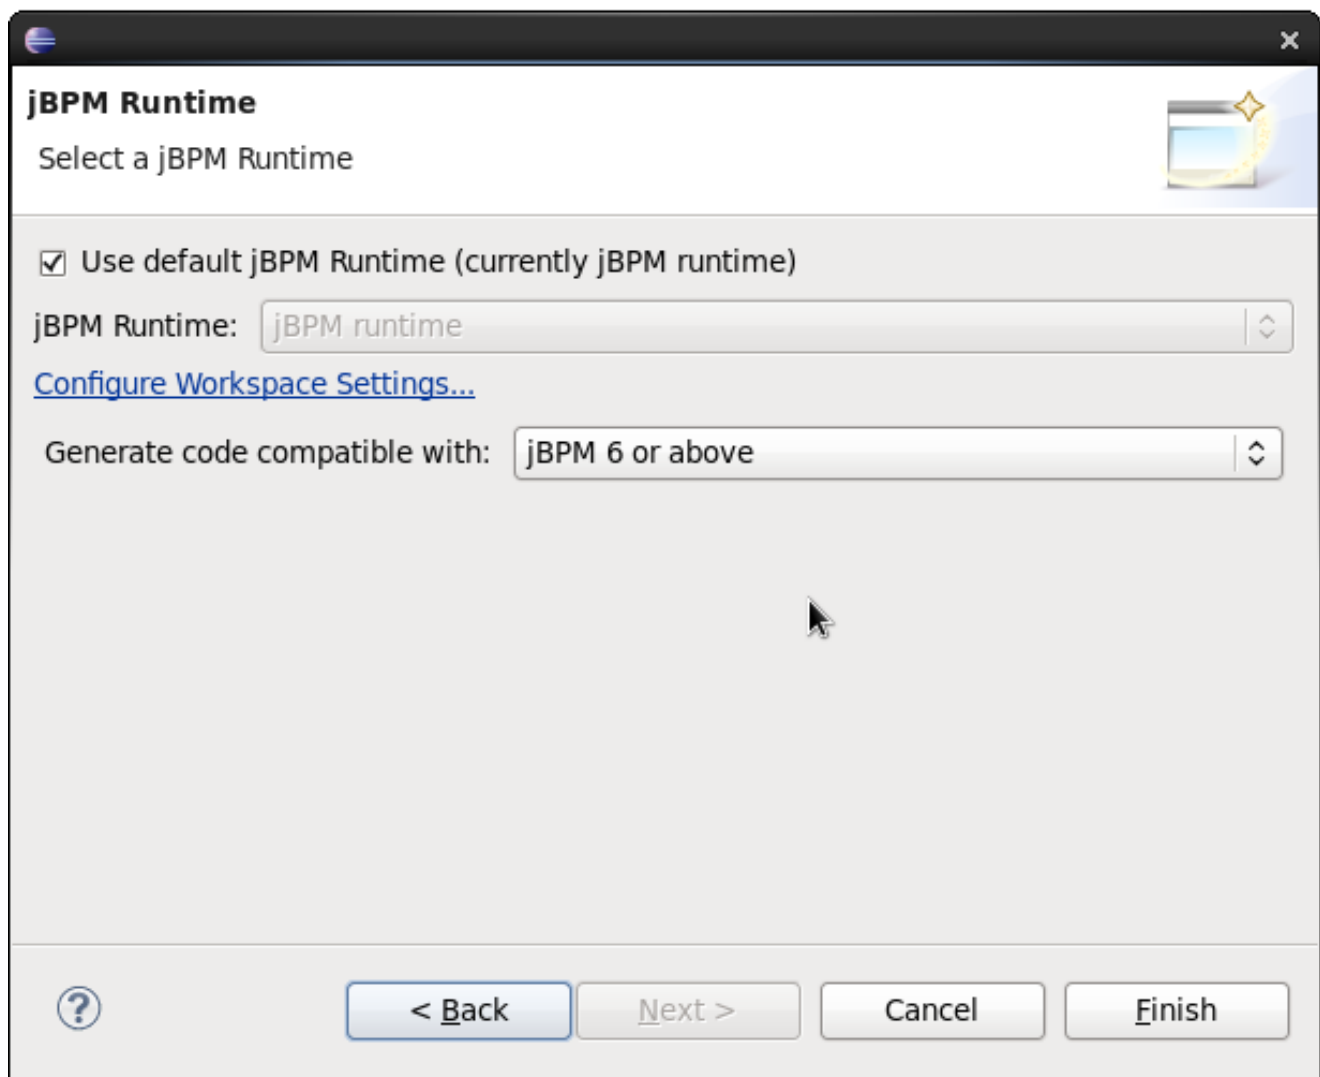 jBPM Runtime
Select a jBPM Runtime
Use default jBPM Runtime (currently jBPM runtime)
jBPM Runtime: jBPM runtime
Configure Workspace Settings...
Generate code compatible with: jBPM 6 or above
? < Back Next > Cancel Finish